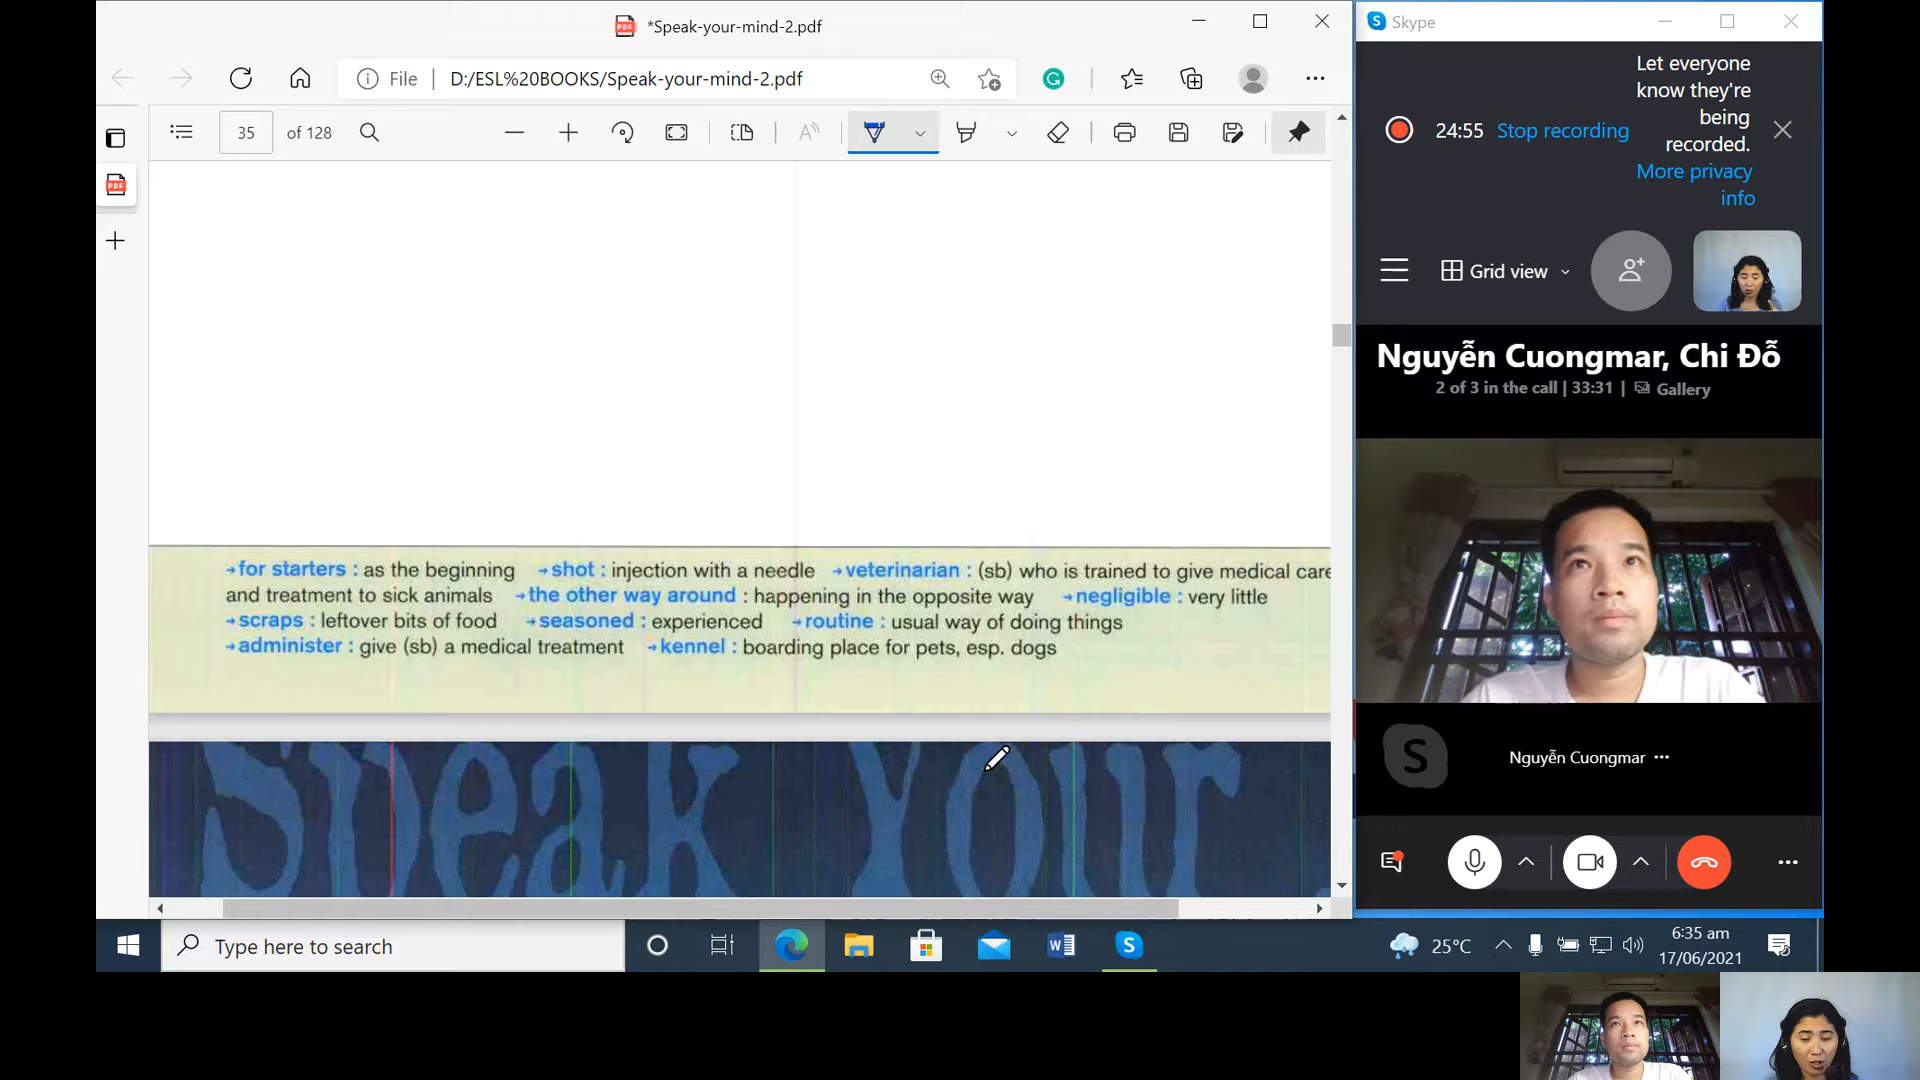 *Speak-your-mind-2.pdf
File
D:/ESL%20BOOKS/Speak-your-mind-2.pdf
35 of 128
→for starters : as the beginning →shot : injection with a needle →veterinarian : (sb) who is trained to give medical care
and treatment to sick animals →the other way around : happening in the opposite way →negligible : very little
→scraps : leftover bits of food →seasoned : experienced →routine : usual way of doing things
→administer : give (sb) a medical treatment →kennel : boarding place for pets, esp. dogs
Speak Your
Skype
Let everyone
know they're
being
recorded.
24:55 Stop recording
More privacy
info
Grid view
Nguyễn Cuongmar, Chi Đỗ
2 of 3 in the call | 33:31 | Gallery
Nguyễn Cuongmar
Type here to search
25°C
6:35 am
17/06/2021